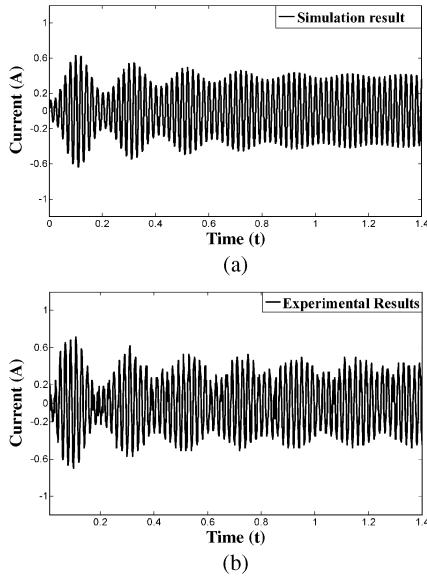 Simulation result
1
0.6
0.2
0
0.2
-0.6
-1
Current (A)
0 0.2 0.4 0.6 0.8 1 1.2 1.4
Time (t)
(a)
Experimental Results
1
0.6
0.2
0
-0.2
-0.6
-1
Current (A)
0.2 0.4 0.6 0.8 1 1.2 1.4
Time (t)
(b)